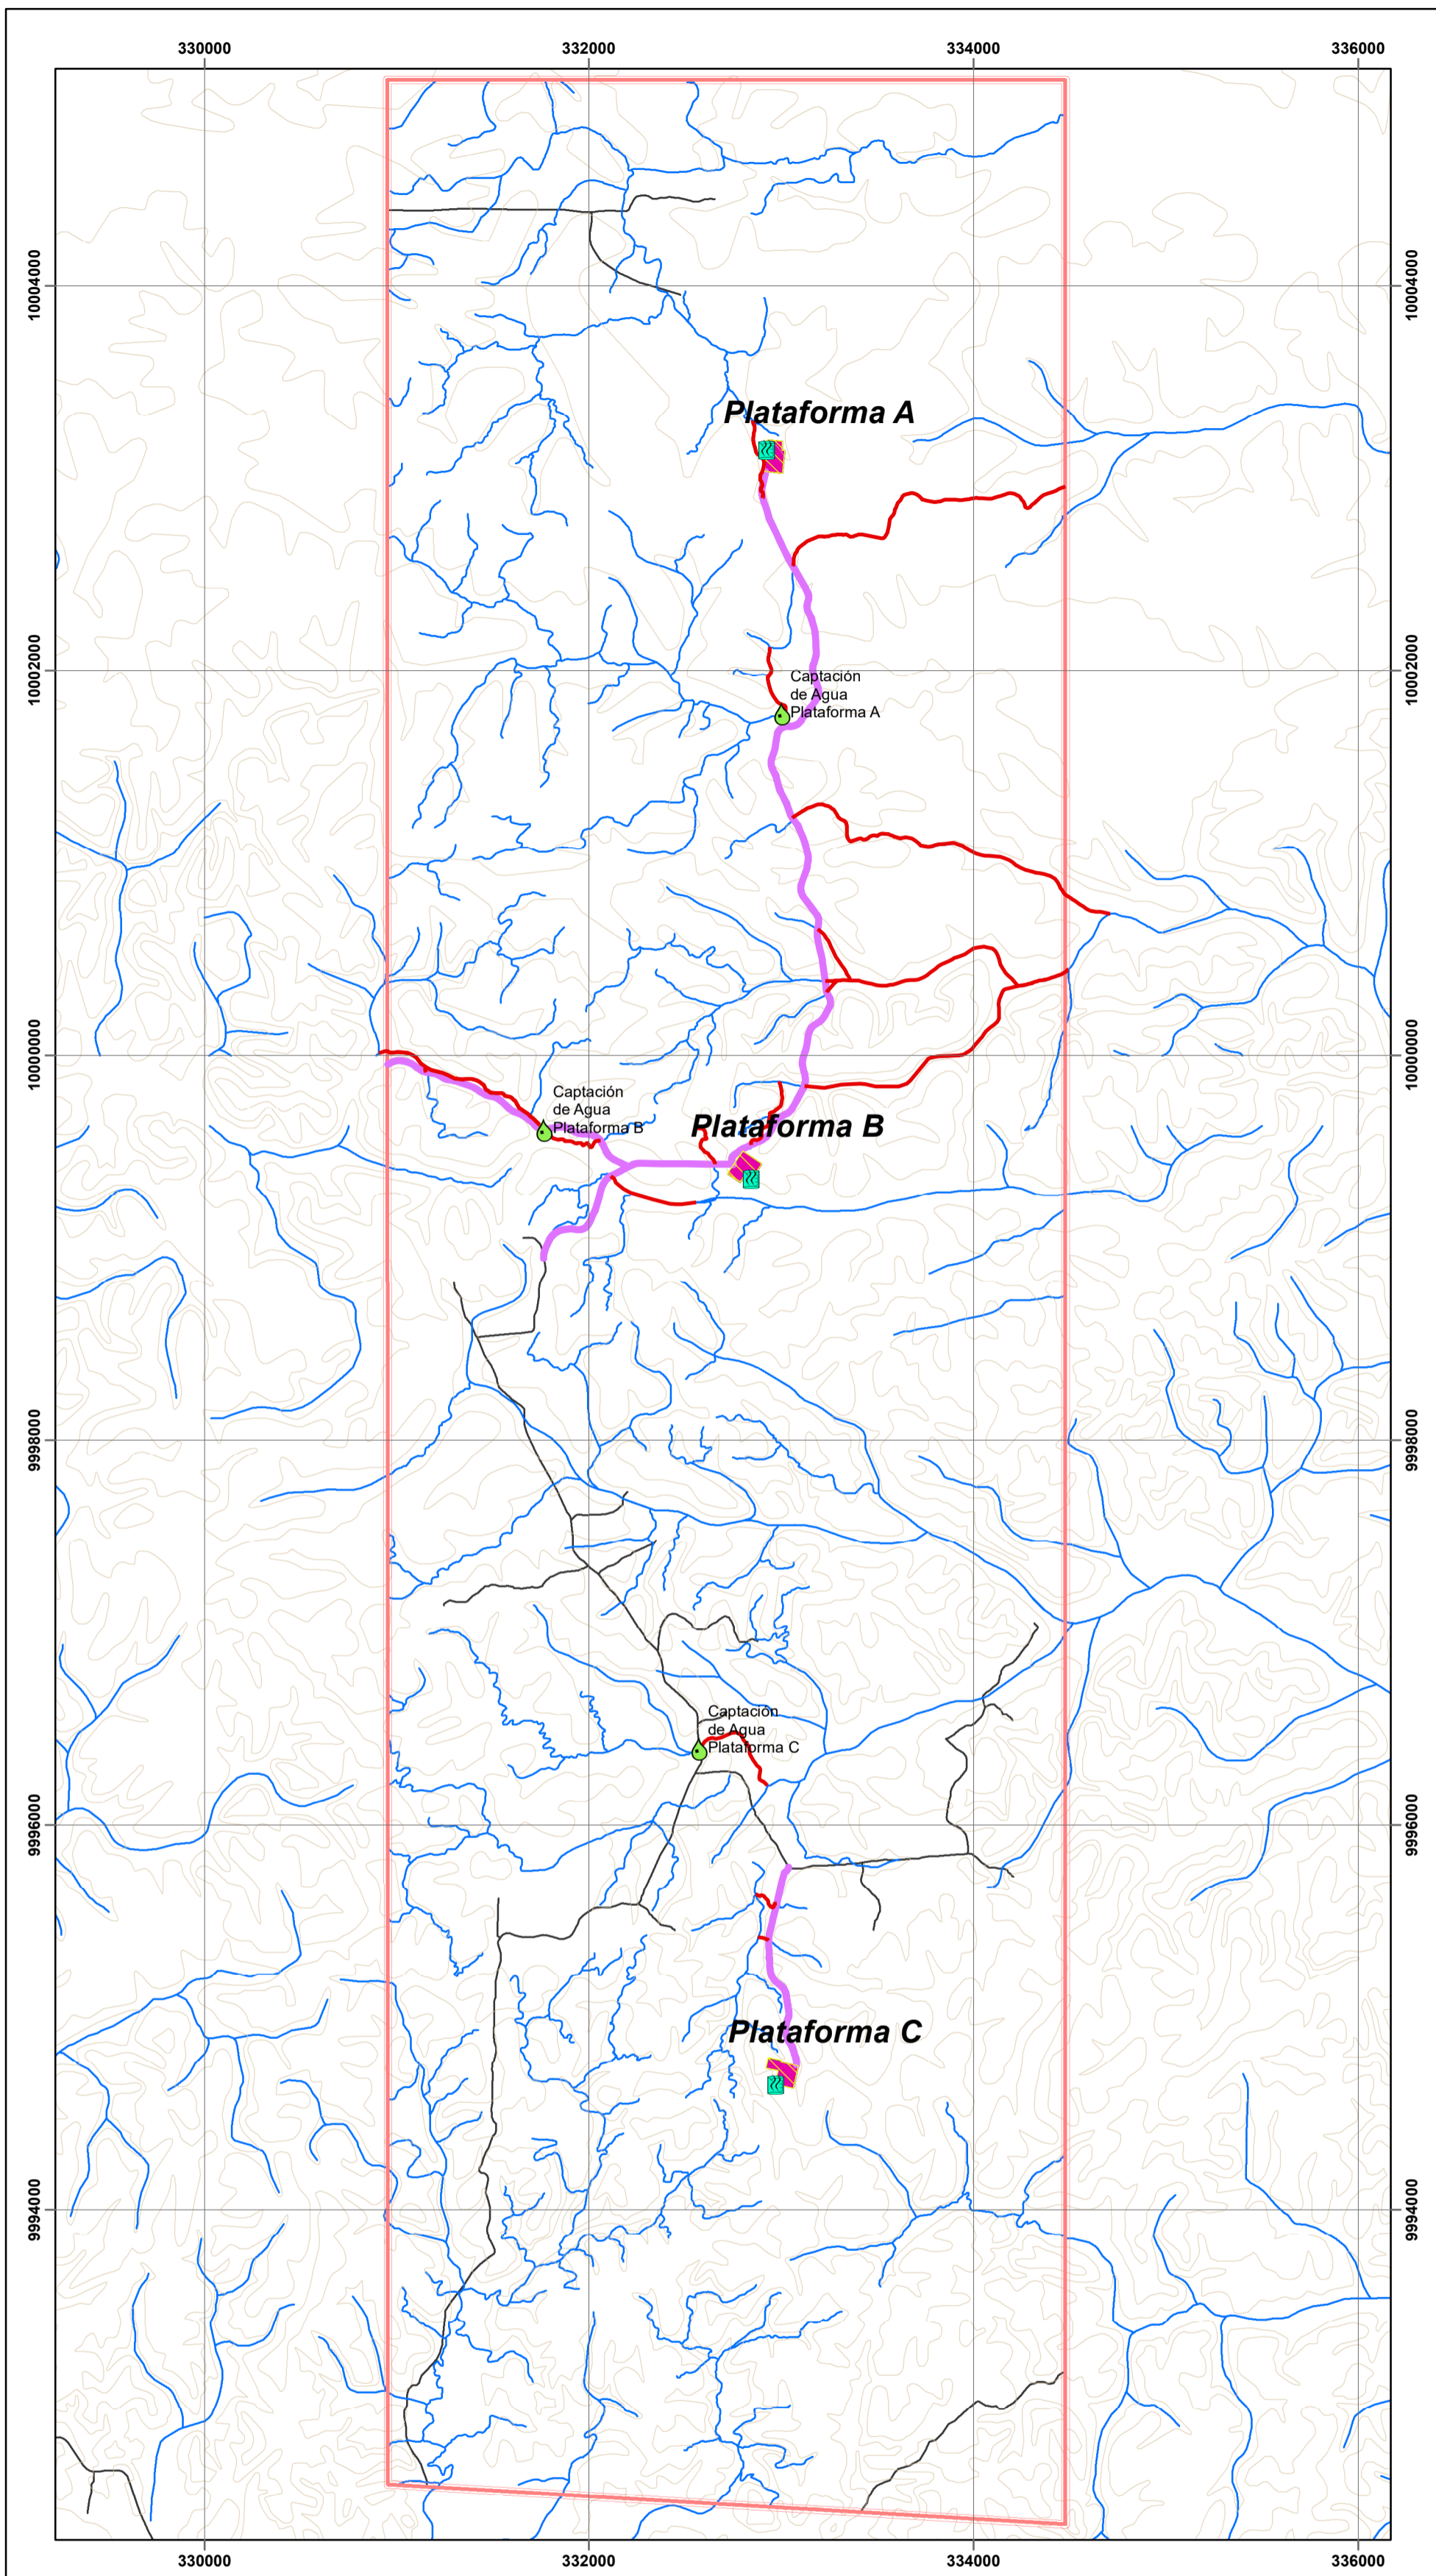 330000
332000
334000
336000
10004000
10004000
Plataforma A
10002000
10002000
Captación
de Agua
Plataforma A
10000000
10000000
Captación
de Agua
Plataforma B
Plataforma B
9998000
9998000
Captación
de Agua
Plataforma C
9996000
9996000
Plataforma C
9994000
9994000
330000
332000
334000
336000